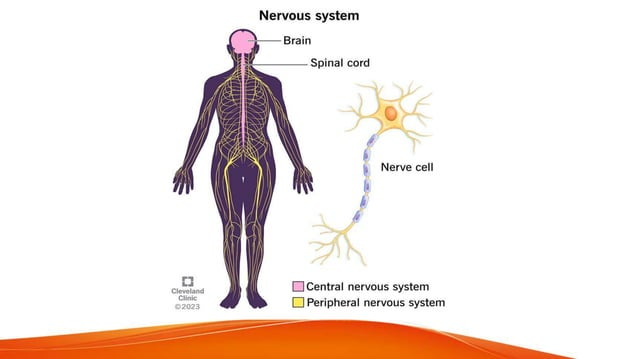 Nervous system
Brain
Spinal cord
Nerve cell
Cleveland
Clinic
©2023
Central nervous system
Peripheral nervous system